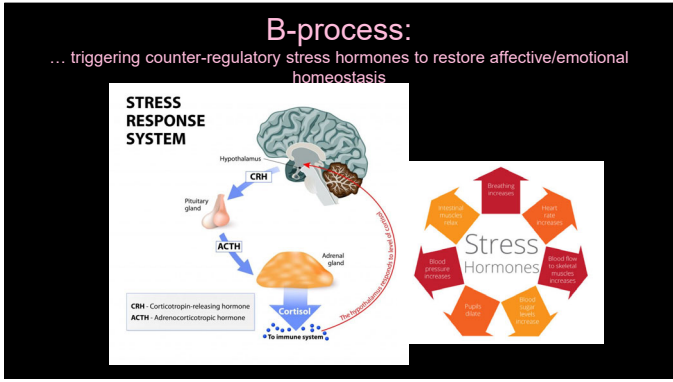 B-process:
… triggering counter-regulatory stress hormones to restore affective/emotional
homeostasis
STRESS
RESPONSE
SYSTEM
Hypothalamus
CRH
Pituitary
gland
ACTH
Adrenal
gland
Cortisol
To immune system
The hypothalamus responds to level of cortisol
CRH - Corticotropin-releasing hormone
ACTH - Adrenocorticotropic hormone
Stress
Hormones
Breathing
increases
Heart
rate
increases
Blood flow
to skeletal
muscles
increases
Blood
sugar
levels
increase
Pupils
dilate
Blood
pressure
increases
Intestinal
muscles
relax